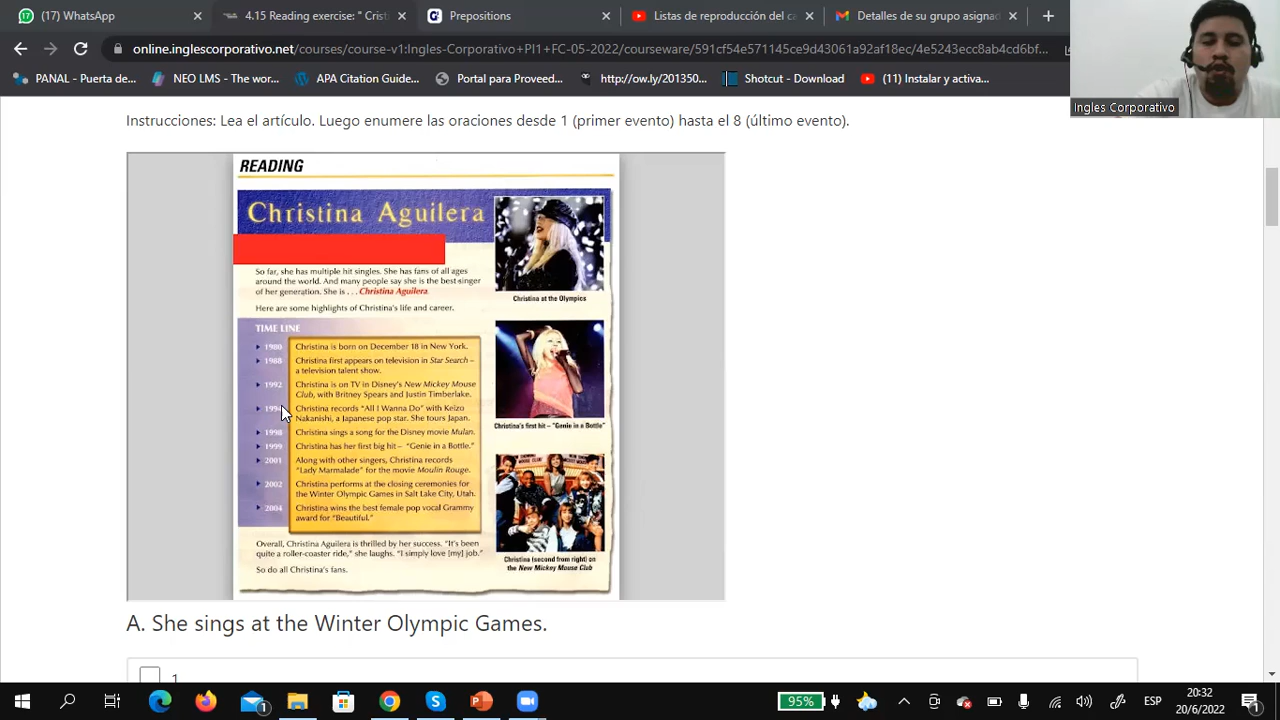 (17) WhatsApp
4.15 Reading exercise: " Crist
Prepositions
Listas de reproducción del ca
Detalles de su grupo asgnad
online.inglescorporativo.net/courses/course-v1:Ingles-Corporativo+PI1+FC-05-2022/courseware/591cf54e571145ce9d43061a92af18ec/4e5243ecc8ab4cd6bf...
PANAL - Puerta de...
NEO LMS - The wor...
APA Citation Guide...
Portal para Proveed...
http://ow.ly/201350...
Shotcut - Download
(11) Instalar y activa...
Ingles Corporativo
Instrucciones: Lea el artículo. Luego enumere las oraciones desde 1 (primer evento) hasta el 8 (último evento).
READING
Christina Aguilera
So far, she has multiple hit singles. She has fans of all ages
around the world. And many people say she is the best singer
of her generation. She is . . . Christina Aguilera.
Here are some highlights of Christina's life and career.
Christina at the Olympics
TIME LINE
1980 Christina is born on December 18 in New York.
1988 Christina first appears on television in Star Search –
a television talent show.
1992 Christina is on TV in Disney's New Mickey Mouse
Club, with Britney Spears and Justin Timberlake.
Christina records "All I Wanna Do" with Keizo
Nakanishi, a Japanese pop star. She tours Japan.
1998 Christina sings a song for the Disney movie Mulan.
1999 Christina has her first big hit – "Genie in a Bottle."
2001 Along with other singers, Christina records
"Lady Marmalade" for the movie Moulin Rouge.
2002 Christina performs at the closing ceremonies for
the Winter Olympic Games in Salt Lake City, Utah.
2004 Christina wins the best female pop vocal Grammy
award for "Beautiful."
Christina's first hit – "Genie in a Bottle"
Overall, Christina Aguilera is thrilled by her success. "It's been
quite a roller-coaster ride," she laughs. "I simply love [my] job."
So do all Christina's fans.
Christina (second from right) on
the New Mickey Mouse Club
A. She sings at the Winter Olympic Games.
1
95%
ESP
20:32
20/6/2022